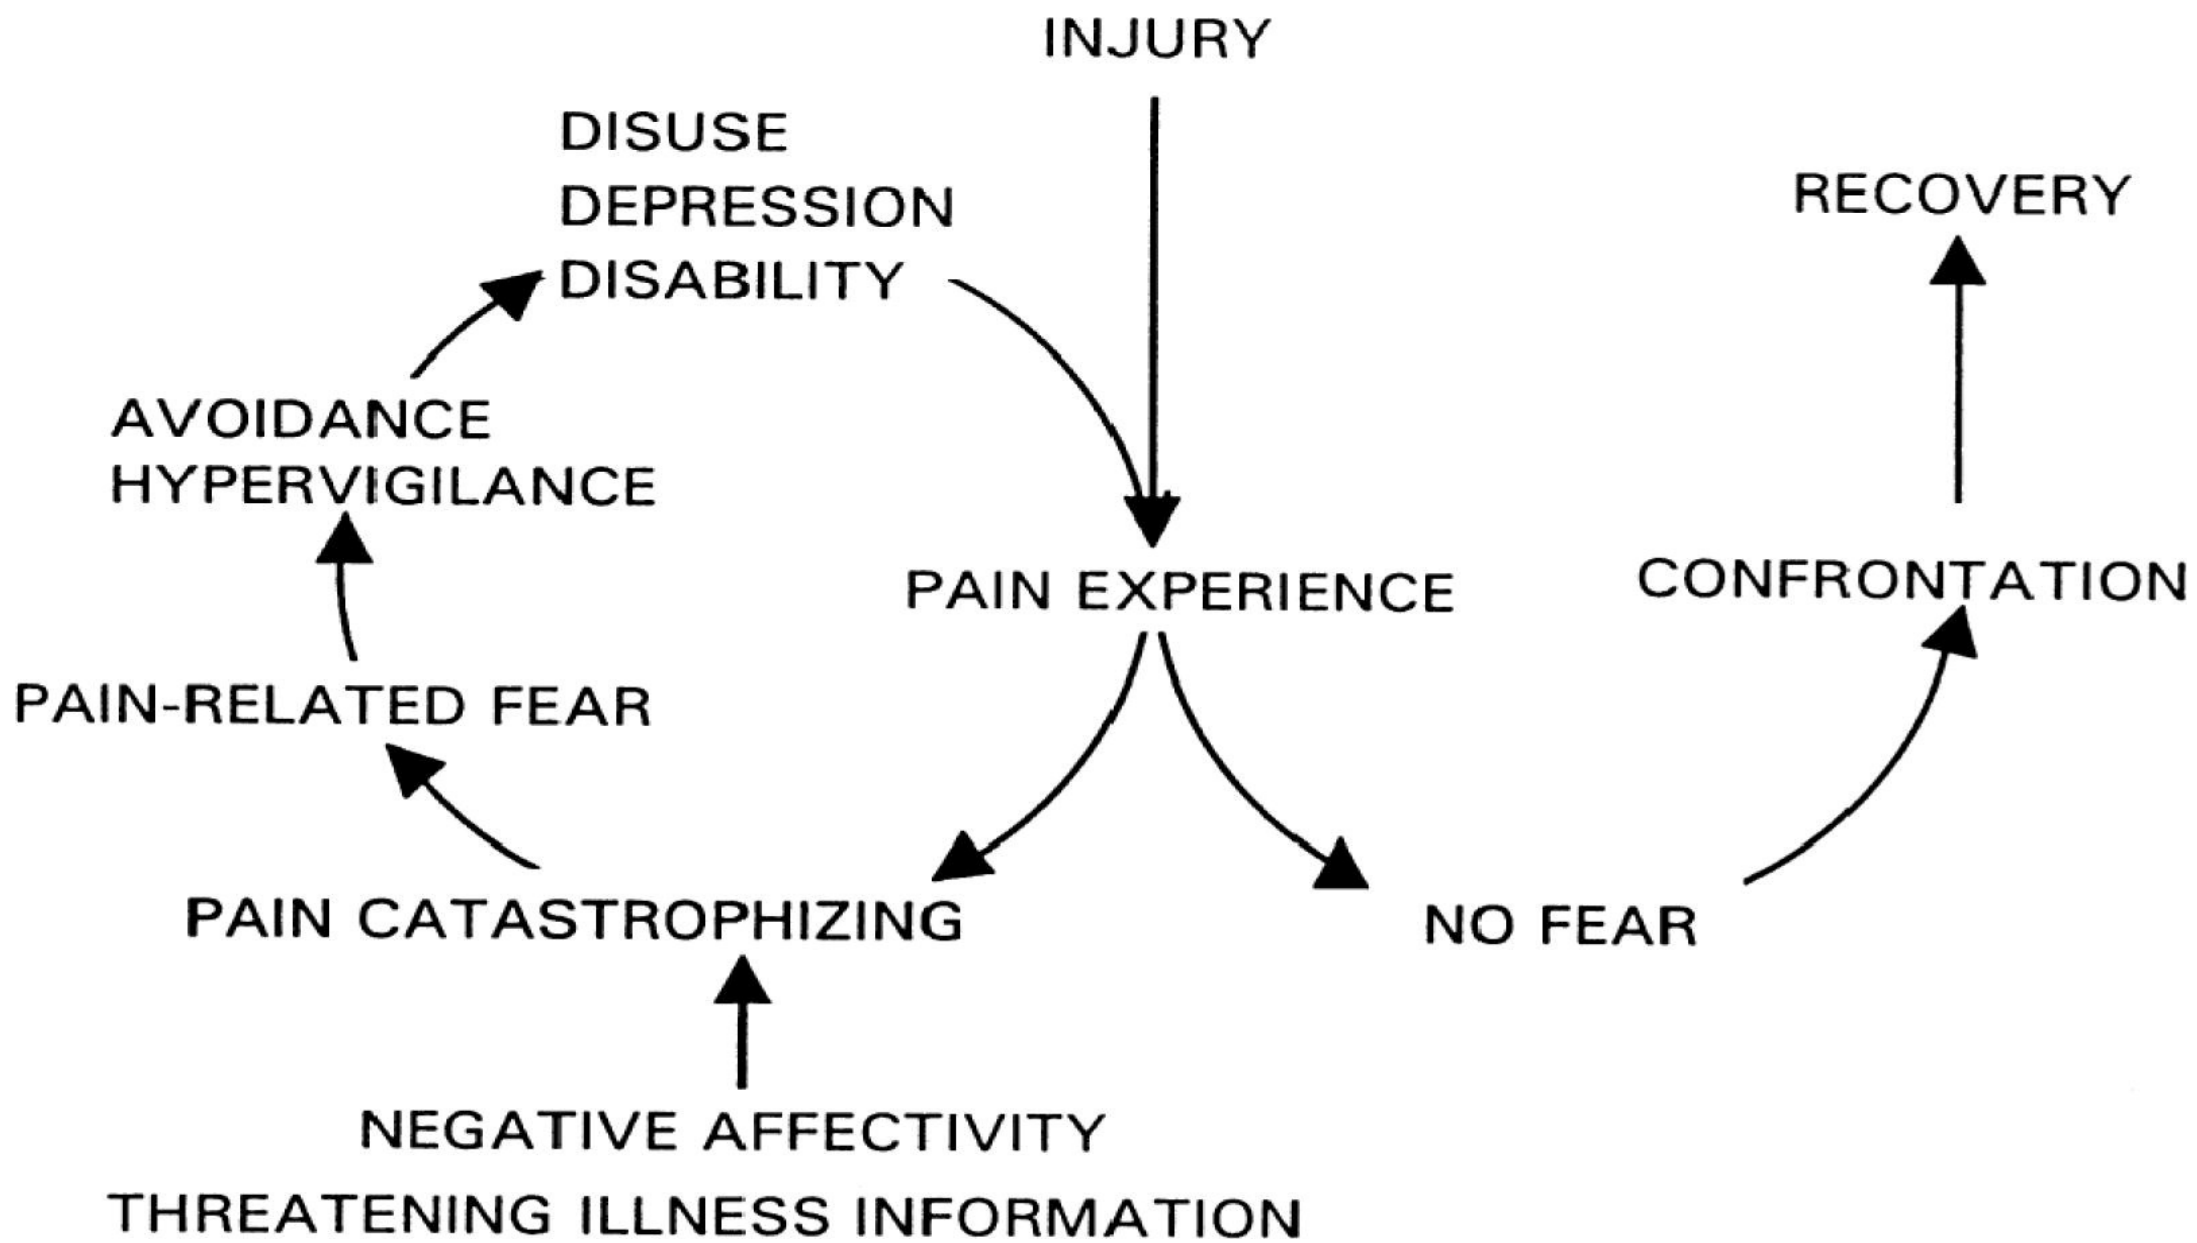 INJURY
DISUSE
DEPRESSION
DISABILITY
RECOVERY
AVOIDANCE
HYPERVIGILANCE
PAIN EXPERIENCE
CONFRONTATION
PAIN-RELATED FEAR
PAIN CATASTROPHIZING
NO FEAR
NEGATIVE AFFECTIVITY
THREATENING ILLNESS INFORMATION